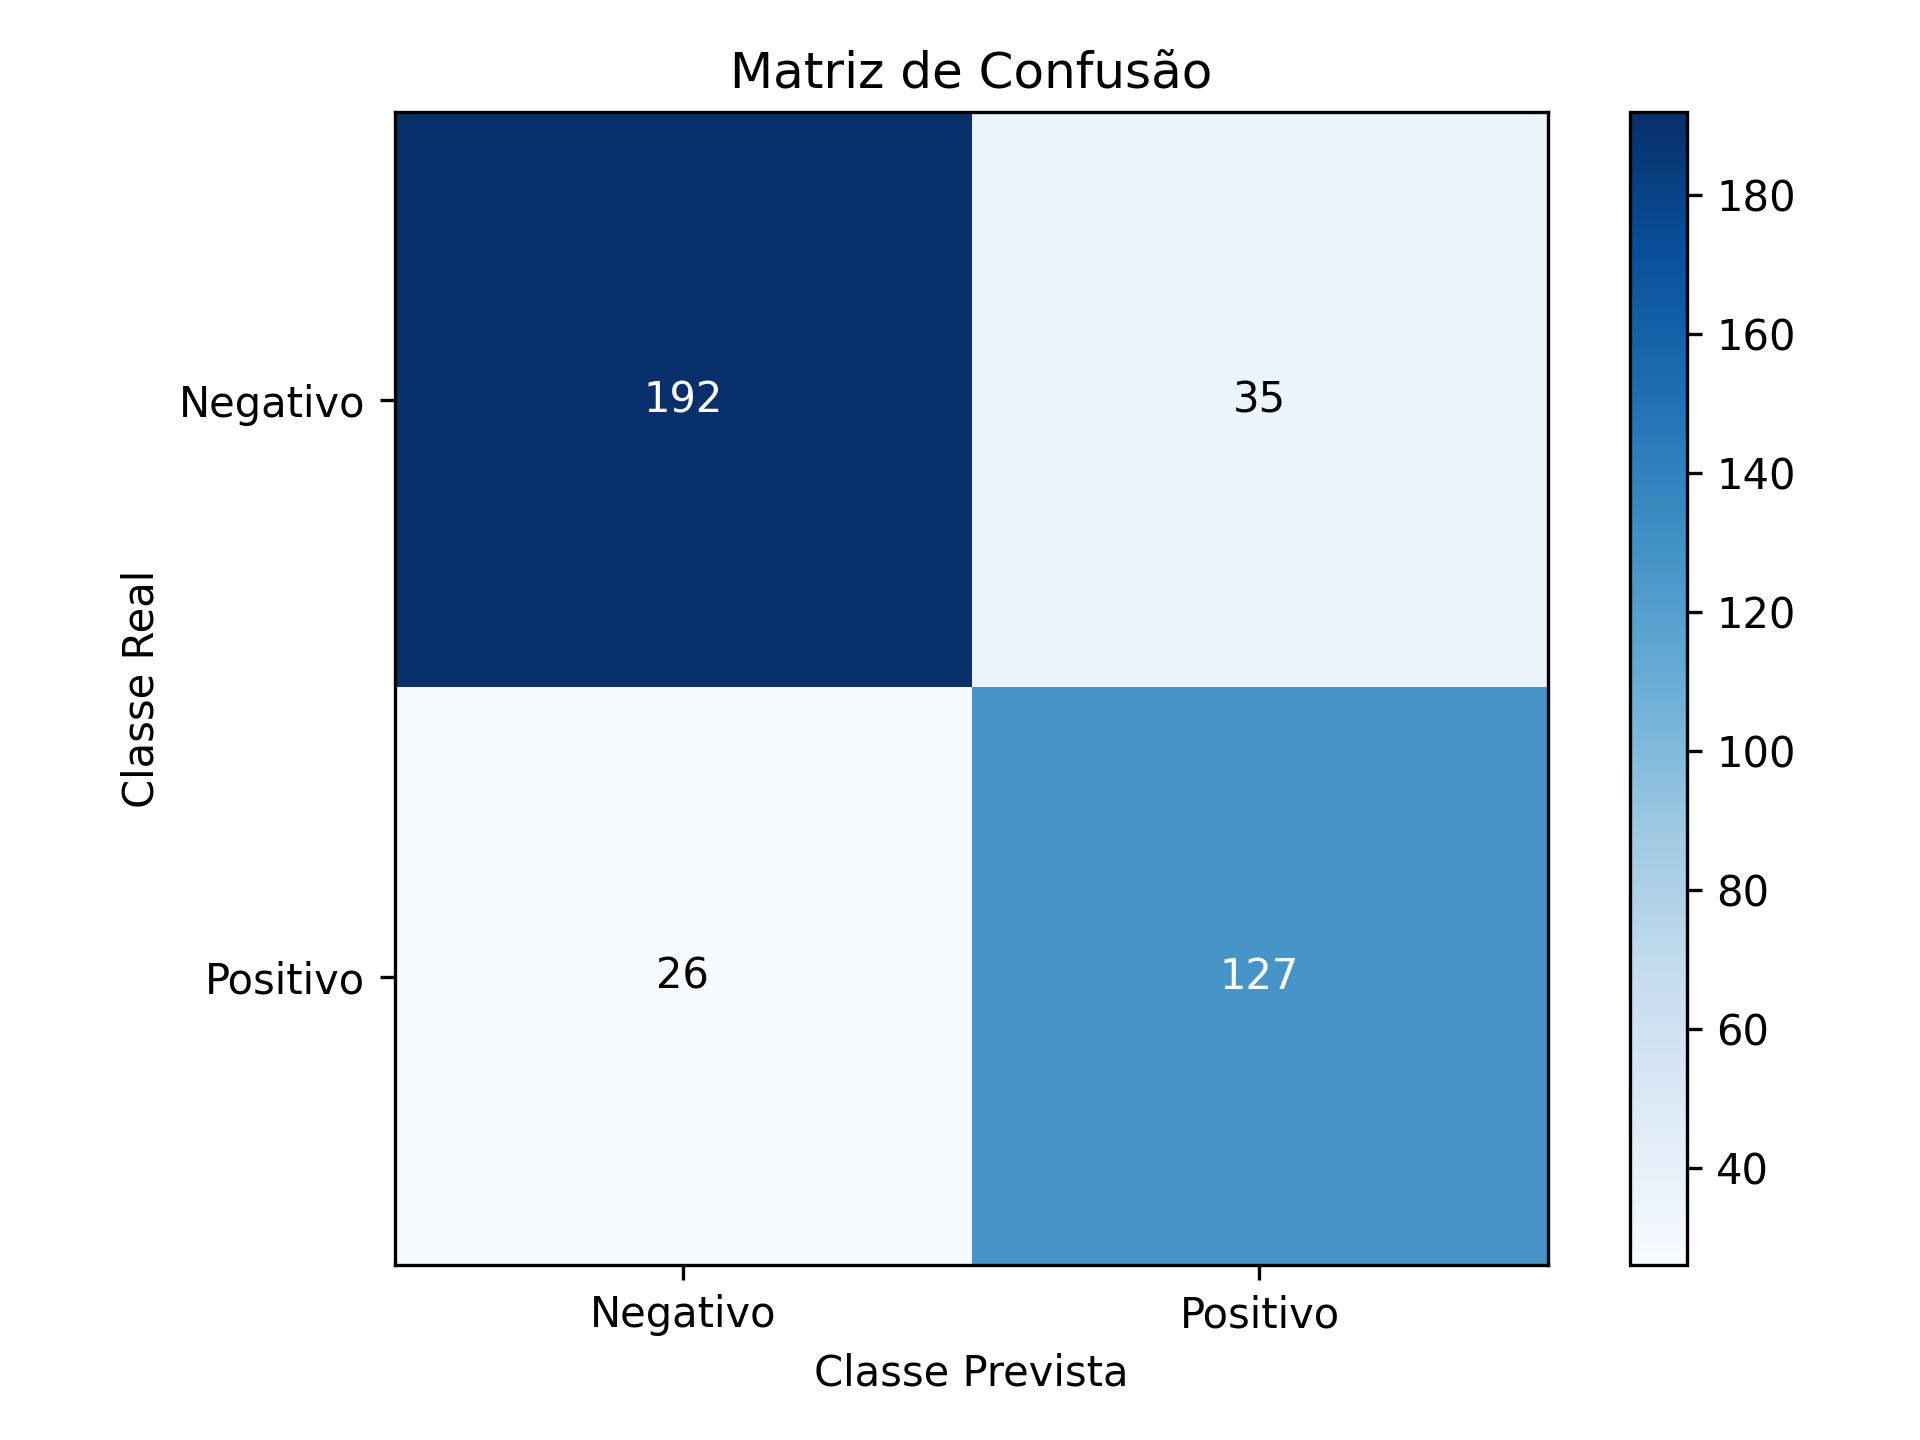 Matriz de Confusão
Classe Real
Negativo
Positivo
192
35
26
127
Negativo
Positivo
Classe Prevista
180
160
140
120
100
80
60
40